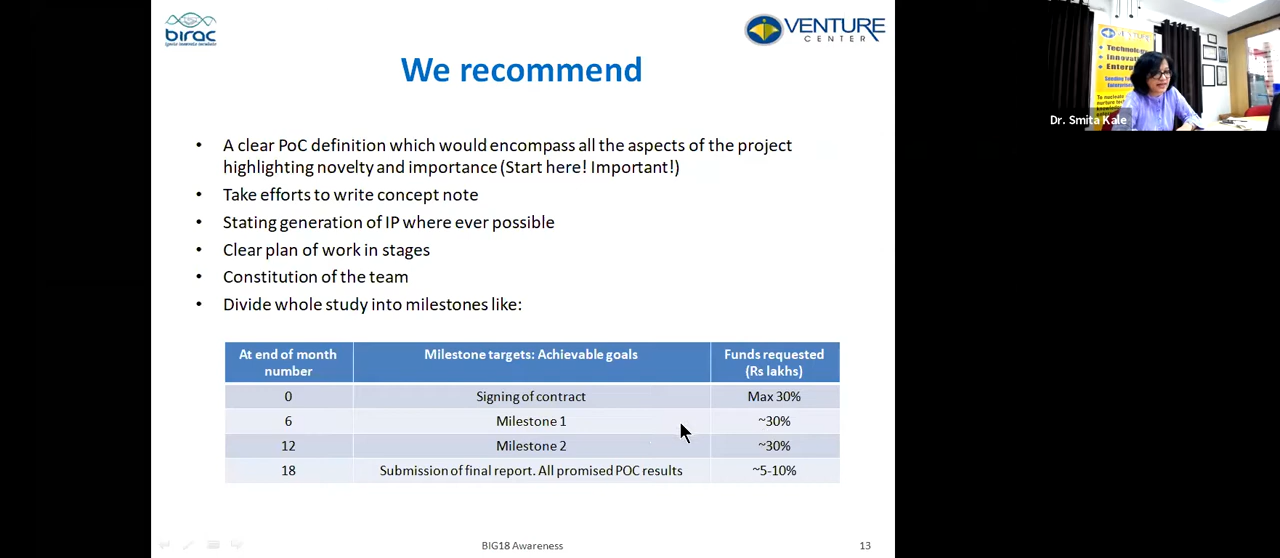 birac
VENTURE
CENTER
We recommend
• A clear PoC definition which would encompass all the aspects of the project
highlighting novelty and importance (Start here! Important!)
• Take efforts to write concept note
• Stating generation of IP where ever possible
• Clear plan of work in stages
• Constitution of the team
• Divide whole study into milestones like:
At end of month number Milestone targets: Achievable goals Funds requested (Rs lakhs)
0 Signing of contract Max 30%
6 Milestone 1 ~30%
12 Milestone 2 ~30%
18 Submission of final report. All promised POC results ~5-10%
BIG18 Awareness 13
Dr. Smita Kale